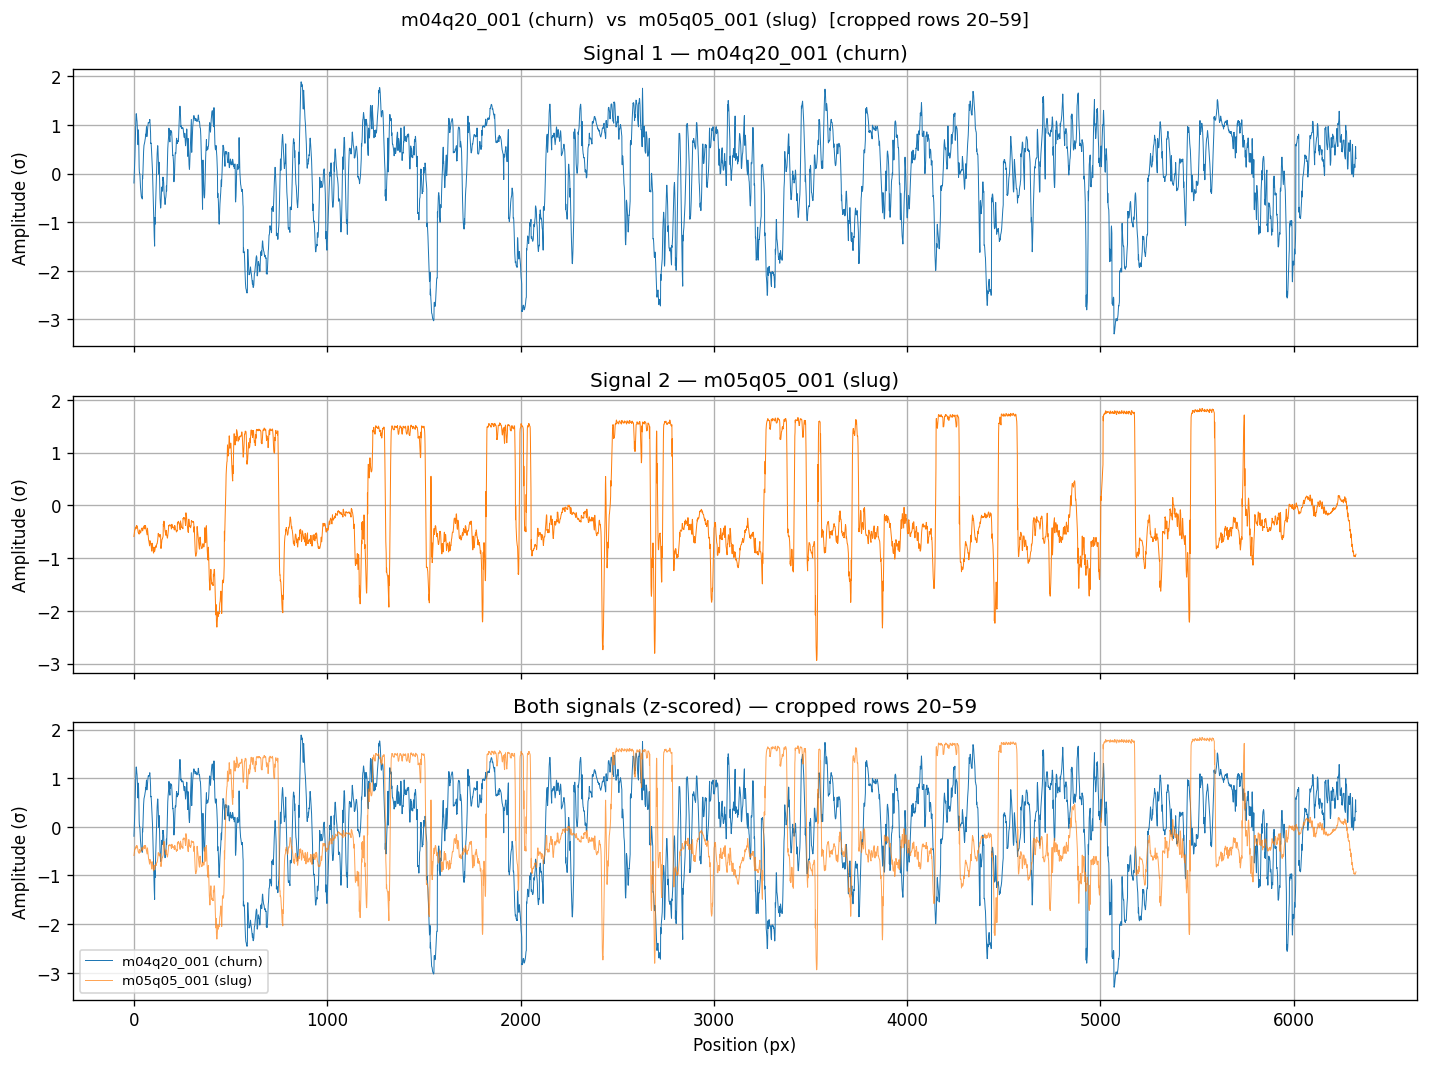 m04q20_001 (churn)  vs  m05q05_001 (slug)  [cropped rows 20–59]
Signal 1 — m04q20_001 (churn)
Amplitude (σ)
2
1
0
−1
−2
−3
Signal 2 — m05q05_001 (slug)
Amplitude (σ)
2
1
0
−1
−2
−3
Both signals (z-scored) — cropped rows 20–59
Amplitude (σ)
2
1
0
−1
−2
−3
m04q20_001 (churn)
m05q05_001 (slug)
0 1000 2000 3000 4000 5000 6000
Position (px)